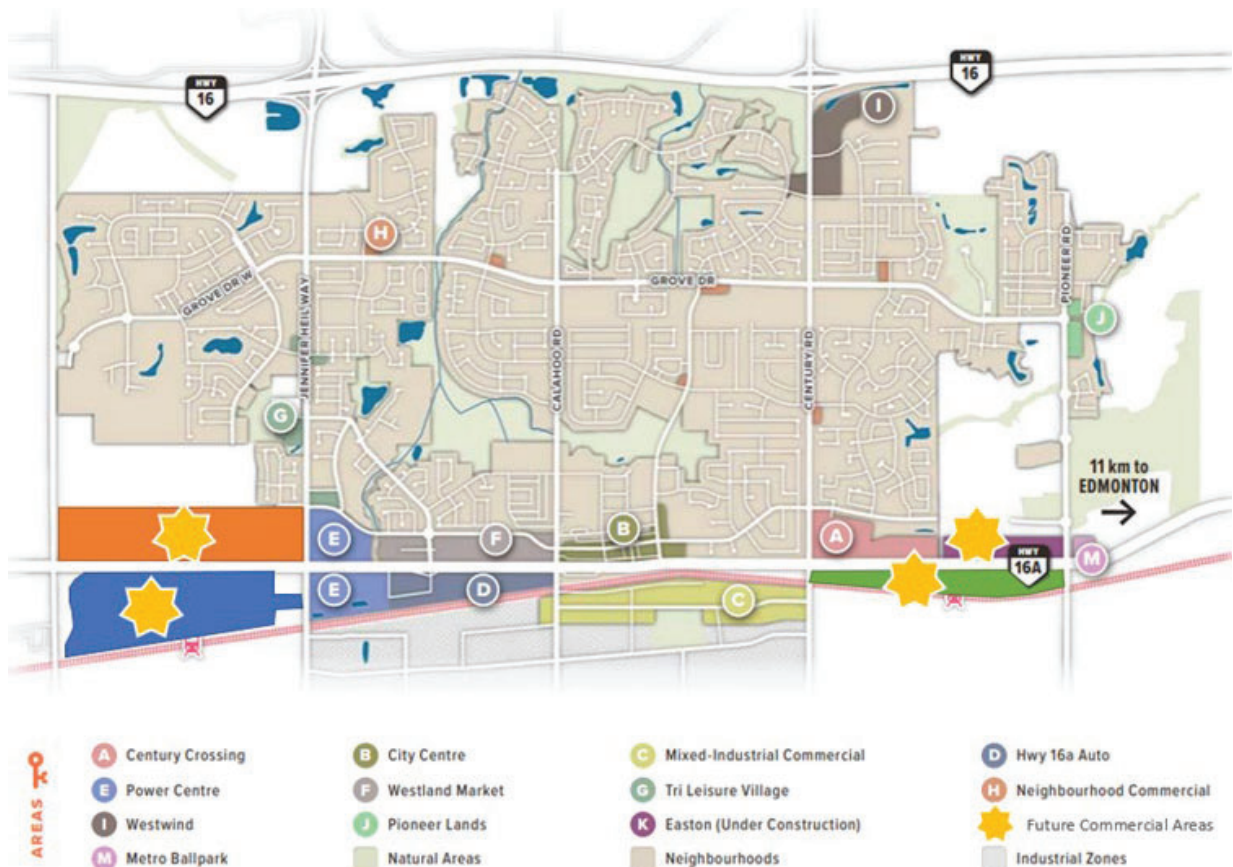 HWY
16
HWY
16
I
H
GROVE DR W
GROVE DR
JENNIFER HEIL WAY
CALAHOO RD
CENTURY RD
PIONEER RD
J
G
11 km to
EDMONTON
E
F
B
A
HWY
16A
M
E
D
C
AREAS
A Century Crossing
B City Centre
C Mixed-Industrial Commercial
D Hwy 16a Auto
E Power Centre
F Westland Market
G Tri Leisure Village
H Neighbourhood Commercial
I Westwind
J Pioneer Lands
K Easton (Under Construction)
Future Commercial Areas
M Metro Ballpark
Natural Areas
Neighbourhoods
Industrial Zones